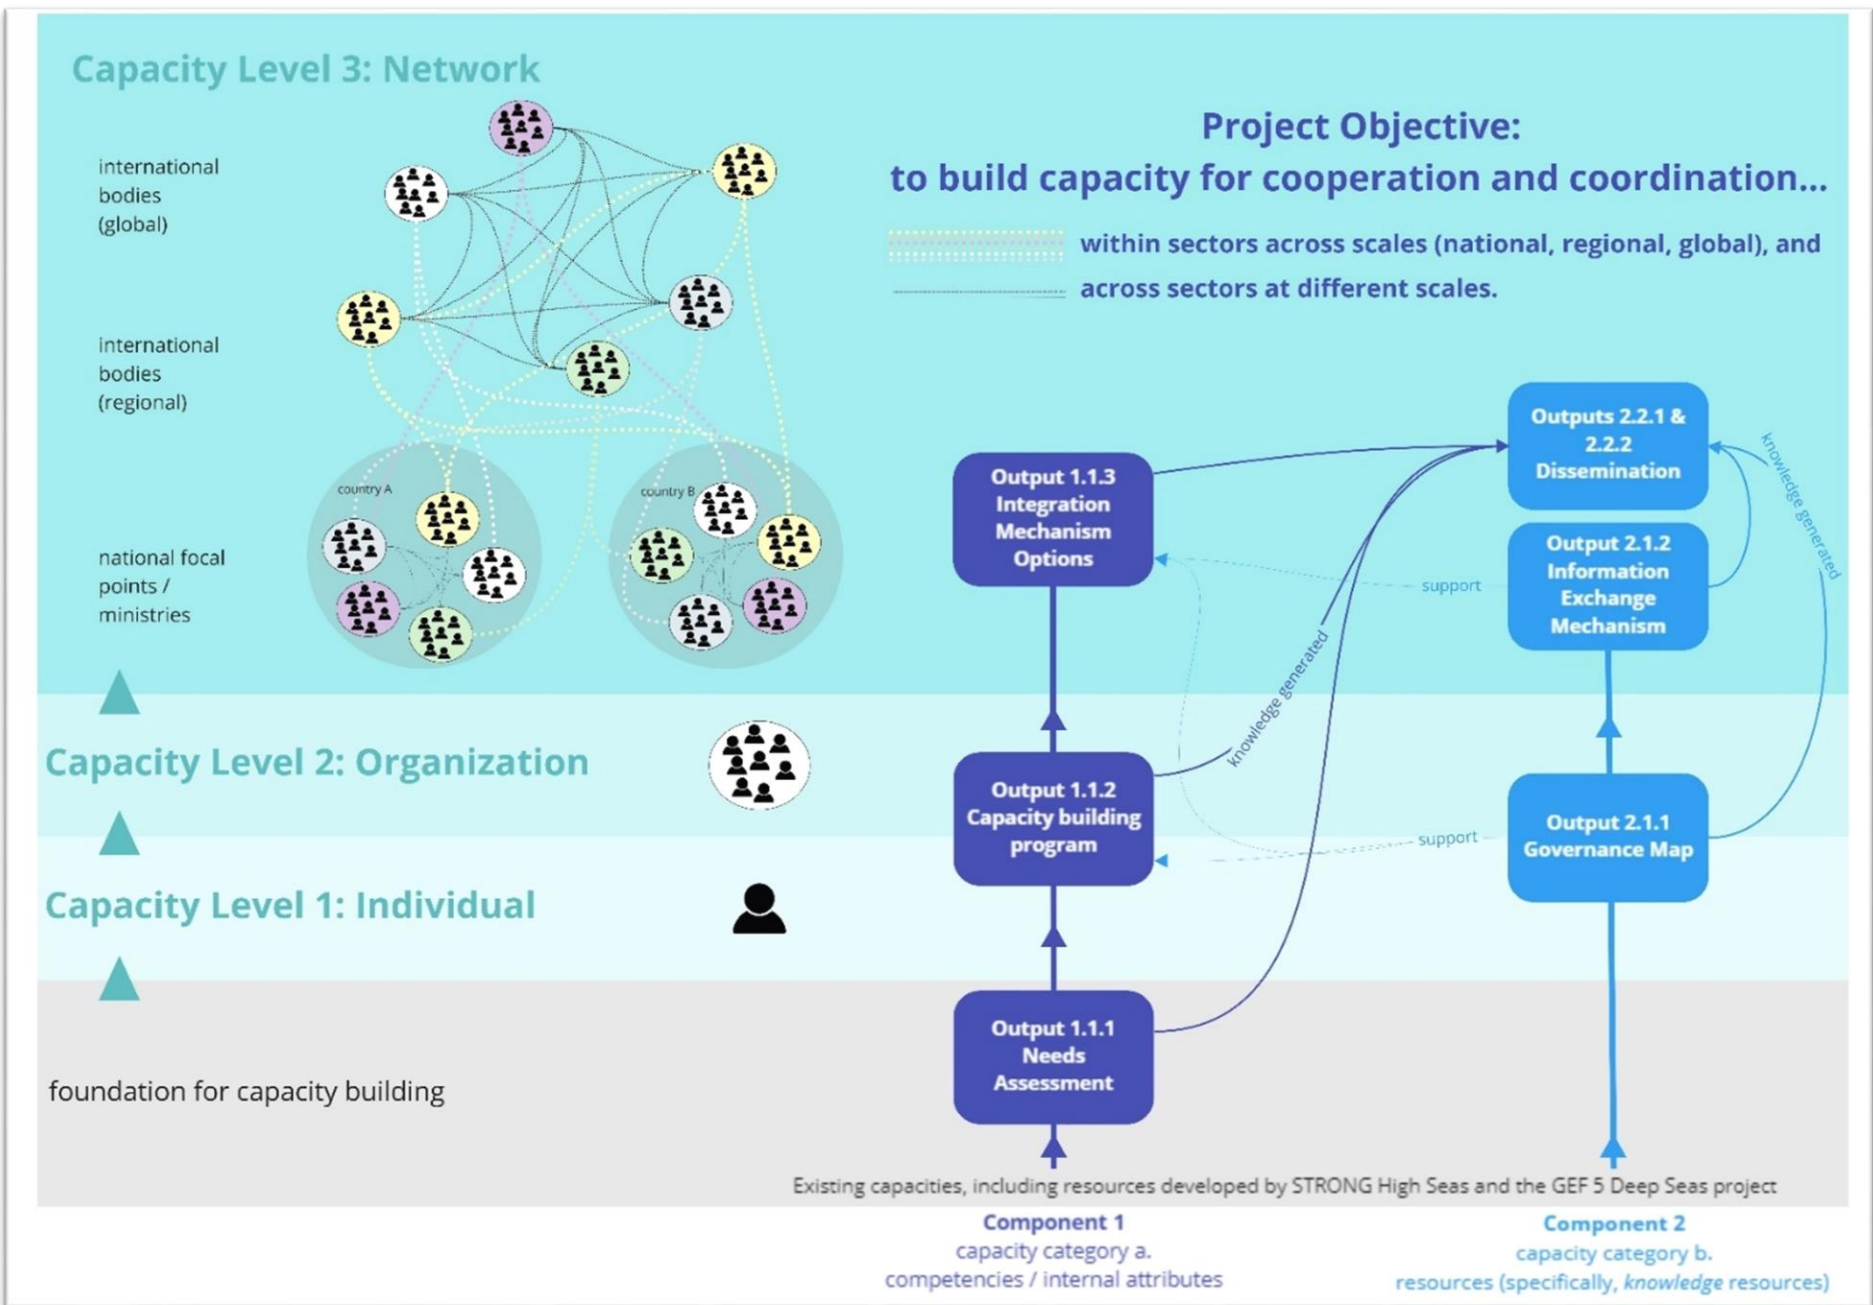 Capacity Level 3: Network
international
bodies
(global)
international
bodies
(regional)
national focal
points /
ministries
country A
country B
Project Objective:
to build capacity for cooperation and coordination...
within sectors across scales (national, regional, global), and
across sectors at different scales.
Outputs 2.2.1 &
2.2.2
Dissemination
knowledge generated
Output 1.1.3
Integration
Mechanism
Options
support
Output 2.1.2
Information
Exchange
Mechanism
knowledge generated
Capacity Level 2: Organization
Output 1.1.2
Capacity building
program
support
Output 2.1.1
Governance Map
Capacity Level 1: Individual
Output 1.1.1
Needs
Assessment
foundation for capacity building
Existing capacities, including resources developed by STRONG High Seas and the GEF 5 Deep Seas project
Component 1
capacity category a.
competencies / internal attributes
Component 2
capacity category b.
resources (specifically, knowledge resources)